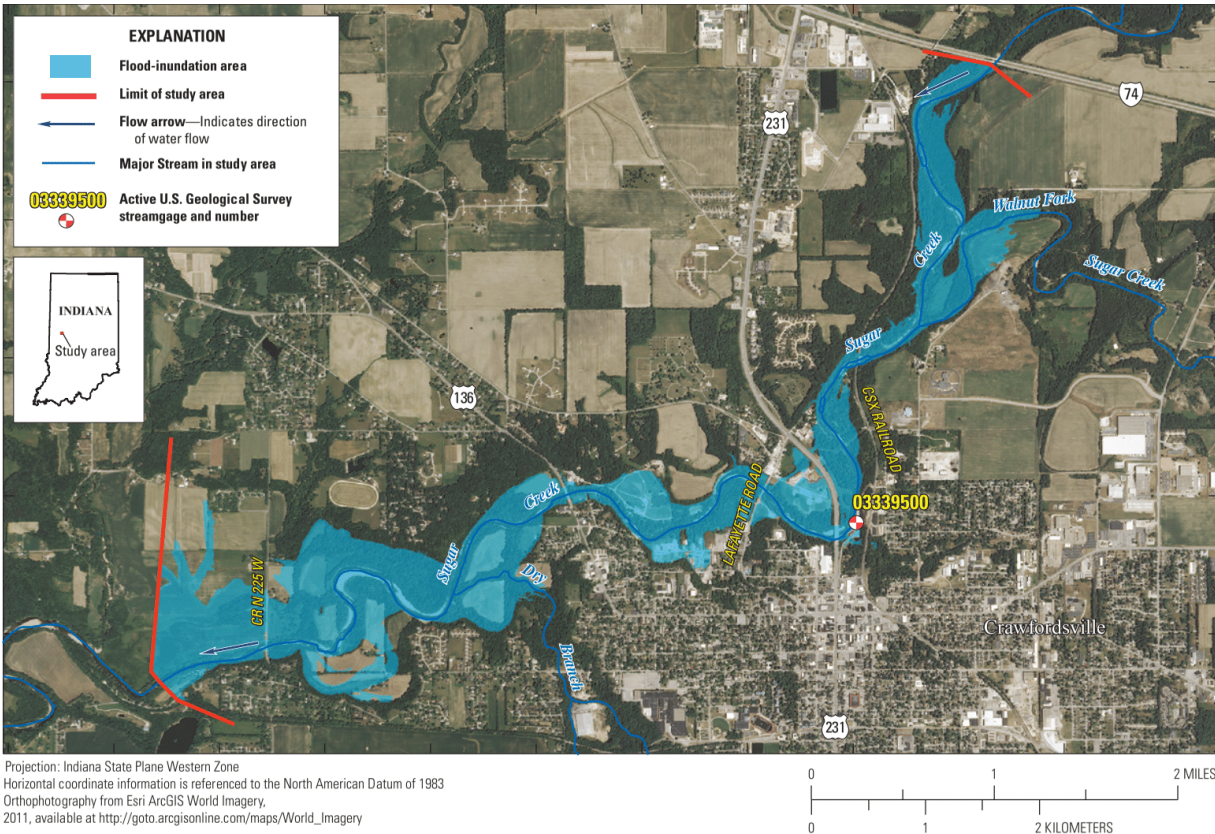 EXPLANATION
Flood-inundation area
Limit of study area
Flow arrow—Indicates direction
of water flow
Major Stream in study area
03339500
Active U.S. Geological Survey
streamgage and number
INDIANA
Study area
74
231
Walnut Fork
Creek
Sugar Creek
Sugar
136
CSX RAILROAD
LAFAYETTE ROAD
03339500
Creek
Sugar
Dry
CR N 225 W
Crawfordsville
Branch
231
Projection: Indiana State Plane Western Zone
Horizontal coordinate information is referenced to the North American Datum of 1983
Orthophotography from Esri ArcGIS World Imagery,
2011, available at http://goto.arcgisonline.com/maps/World_Imagery
0 1 2 MILES
0 1 2 KILOMETERS